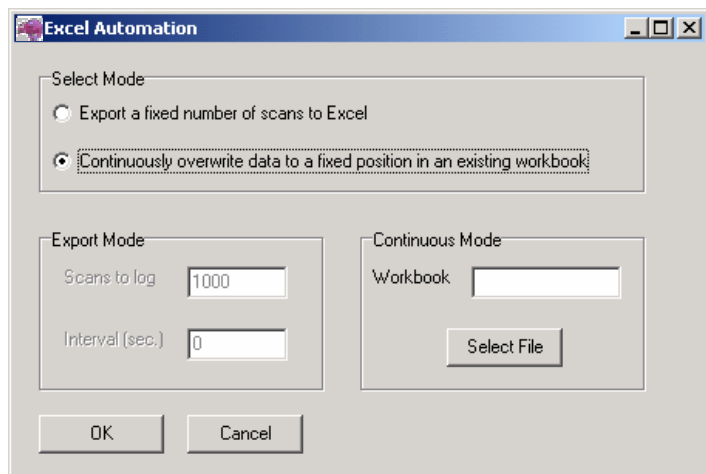 Excel Automation
Select Mode
Export a fixed number of scans to Excel
Continuously overwrite data to a fixed position in an existing workbook
Export Mode
Scans to log 1000
Interval (sec.) 0
Continuous Mode
Workbook
Select File
OK Cancel